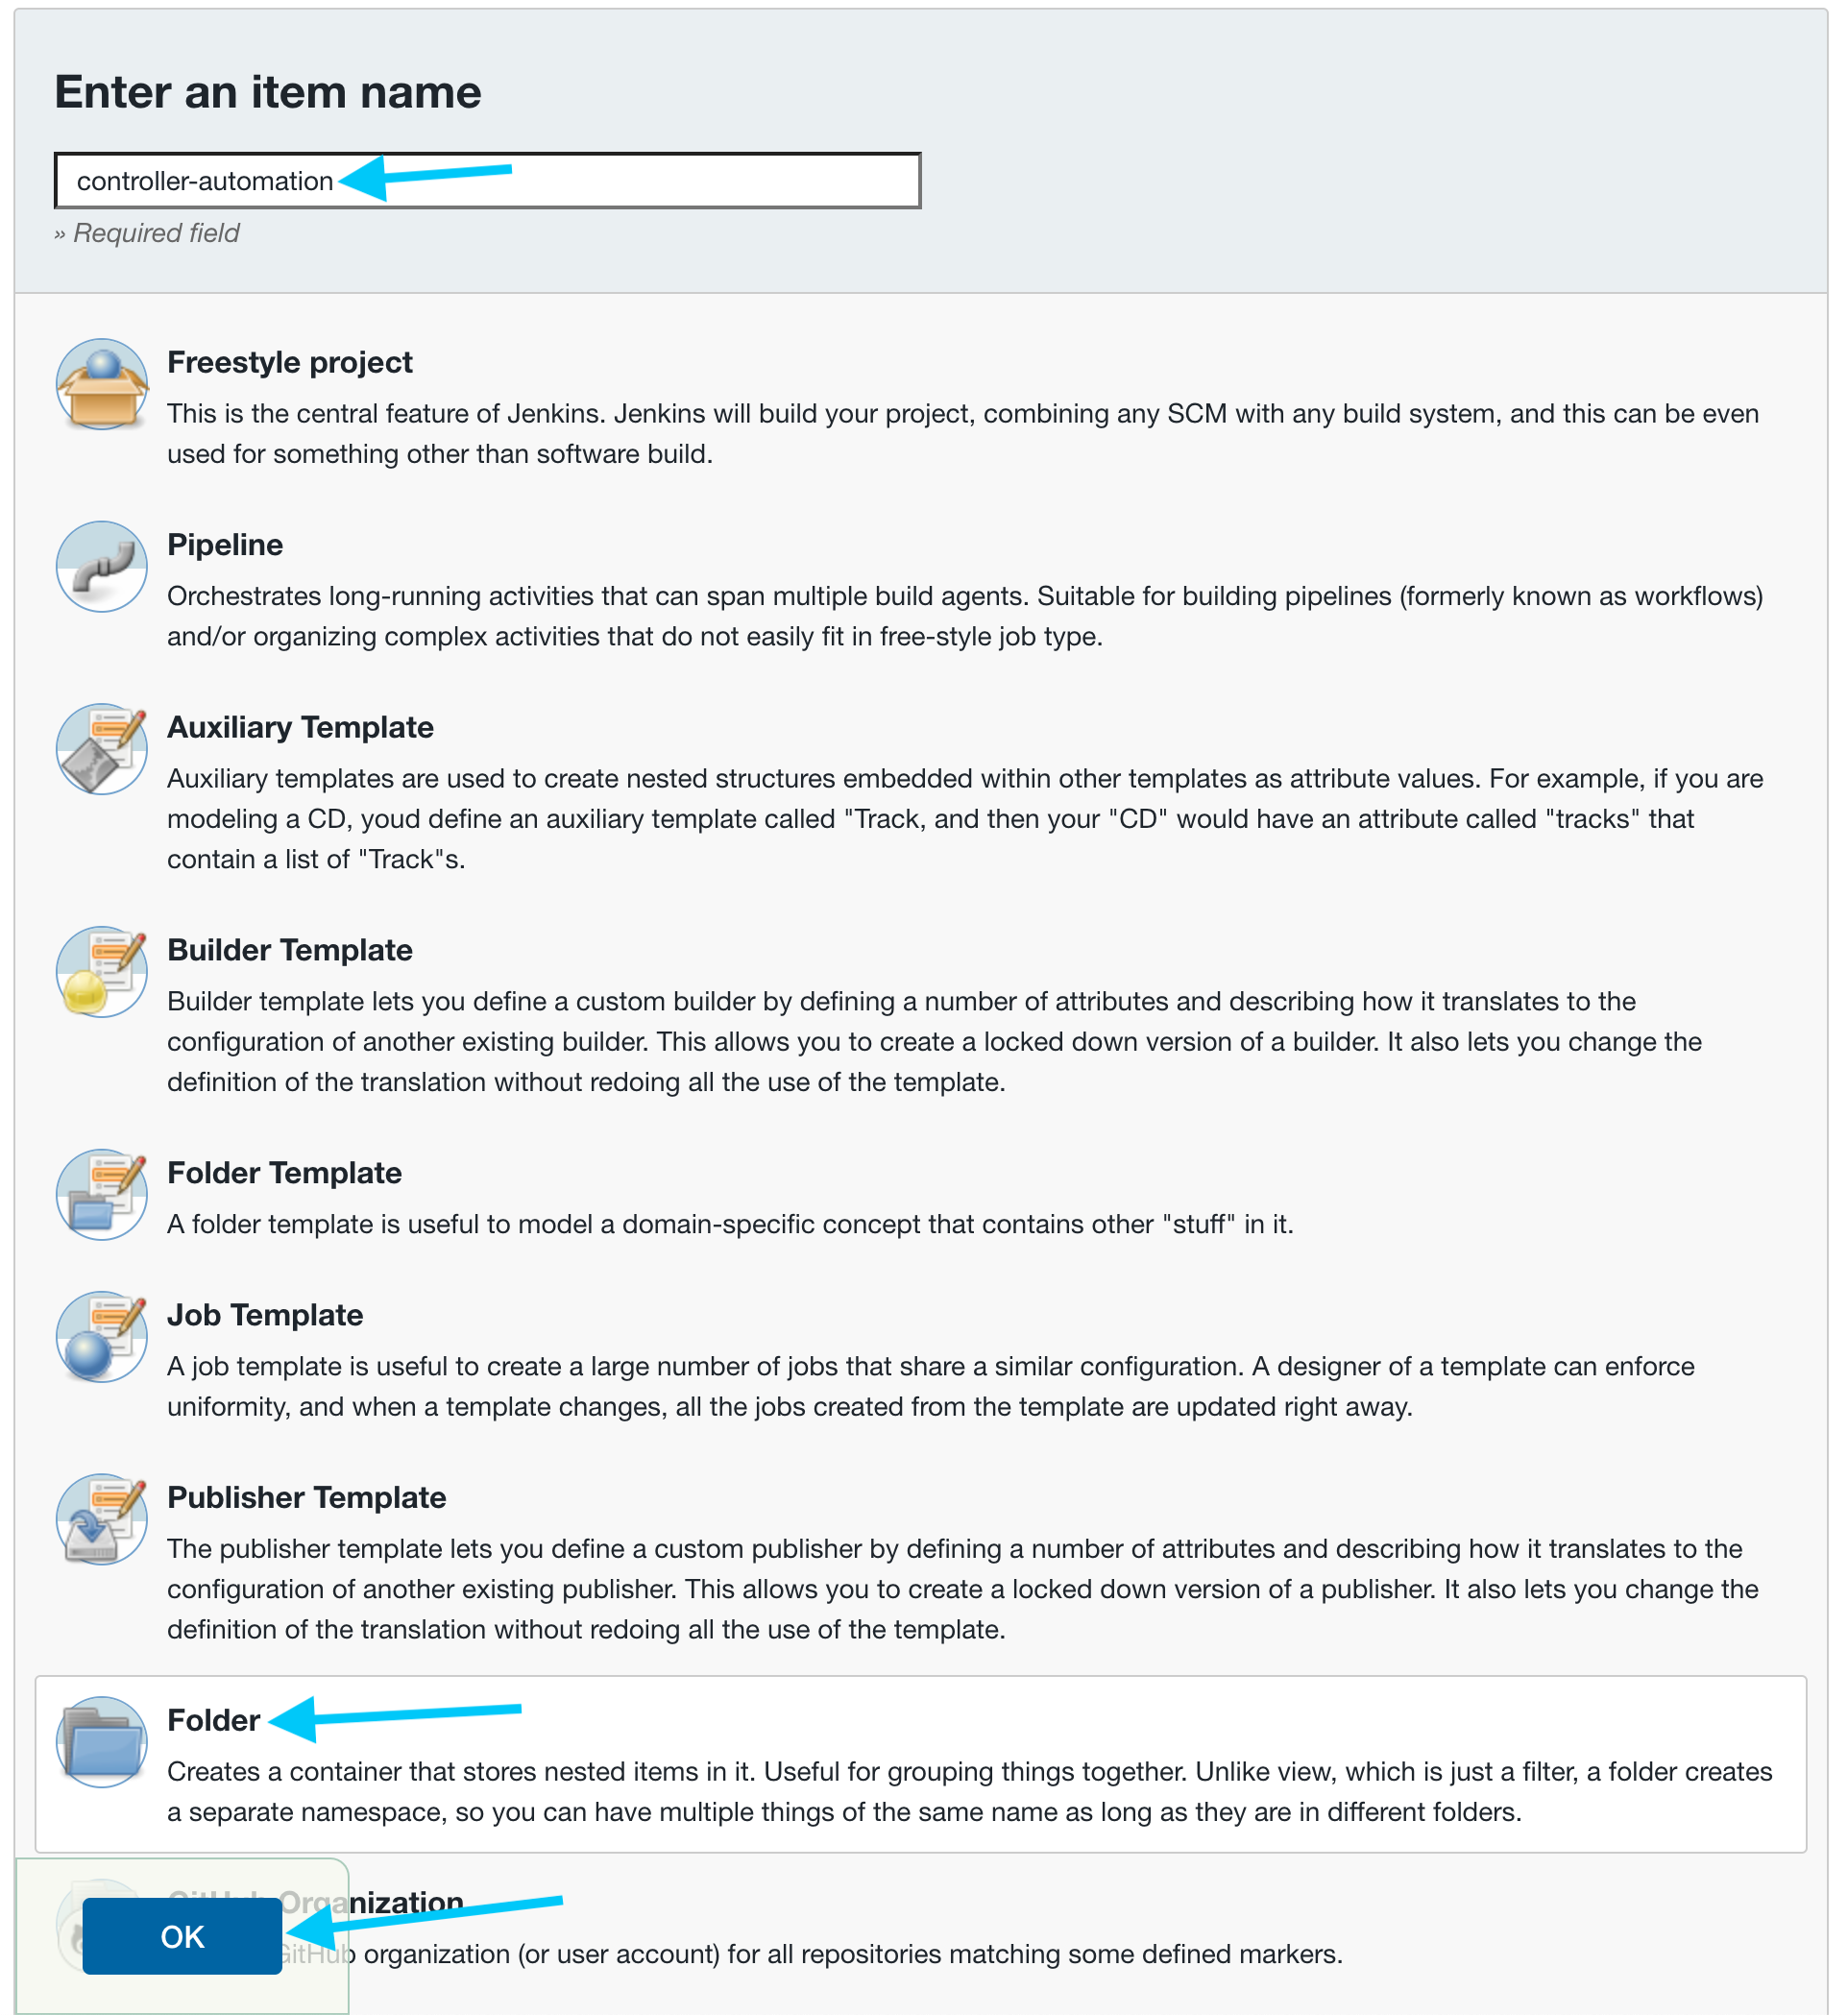 Enter an item name
controller-automation
» Required field
Freestyle project
This is the central feature of Jenkins. Jenkins will build your project, combining any SCM with any build system, and this can be even
used for something other than software build.
Pipeline
Orchestrates long-running activities that can span multiple build agents. Suitable for building pipelines (formerly known as workflows)
and/or organizing complex activities that do not easily fit in free-style job type.
Auxiliary Template
Auxiliary templates are used to create nested structures embedded within other templates as attribute values. For example, if you are
modeling a CD, youd define an auxiliary template called "Track, and then your "CD" would have an attribute called "tracks" that
contain a list of "Track"s.
Builder Template
Builder template lets you define a custom builder by defining a number of attributes and describing how it translates to the
configuration of another existing builder. This allows you to create a locked down version of a builder. It also lets you change the
definition of the translation without redoing all the use of the template.
Folder Template
A folder template is useful to model a domain-specific concept that contains other "stuff" in it.
Job Template
A job template is useful to create a large number of jobs that share a similar configuration. A designer of a template can enforce
uniformity, and when a template changes, all the jobs created from the template are updated right away.
Publisher Template
The publisher template lets you define a custom publisher by defining a number of attributes and describing how it translates to the
configuration of another existing publisher. This allows you to create a locked down version of a publisher. It also lets you change the
definition of the translation without redoing all the use of the template.
Folder
Creates a container that stores nested items in it. Useful for grouping things together. Unlike view, which is just a filter, a folder creates
a separate namespace, so you can have multiple things of the same name as long as they are in different folders.
GitHub Organization
OK
GitHub organization (or user account) for all repositories matching some defined markers.